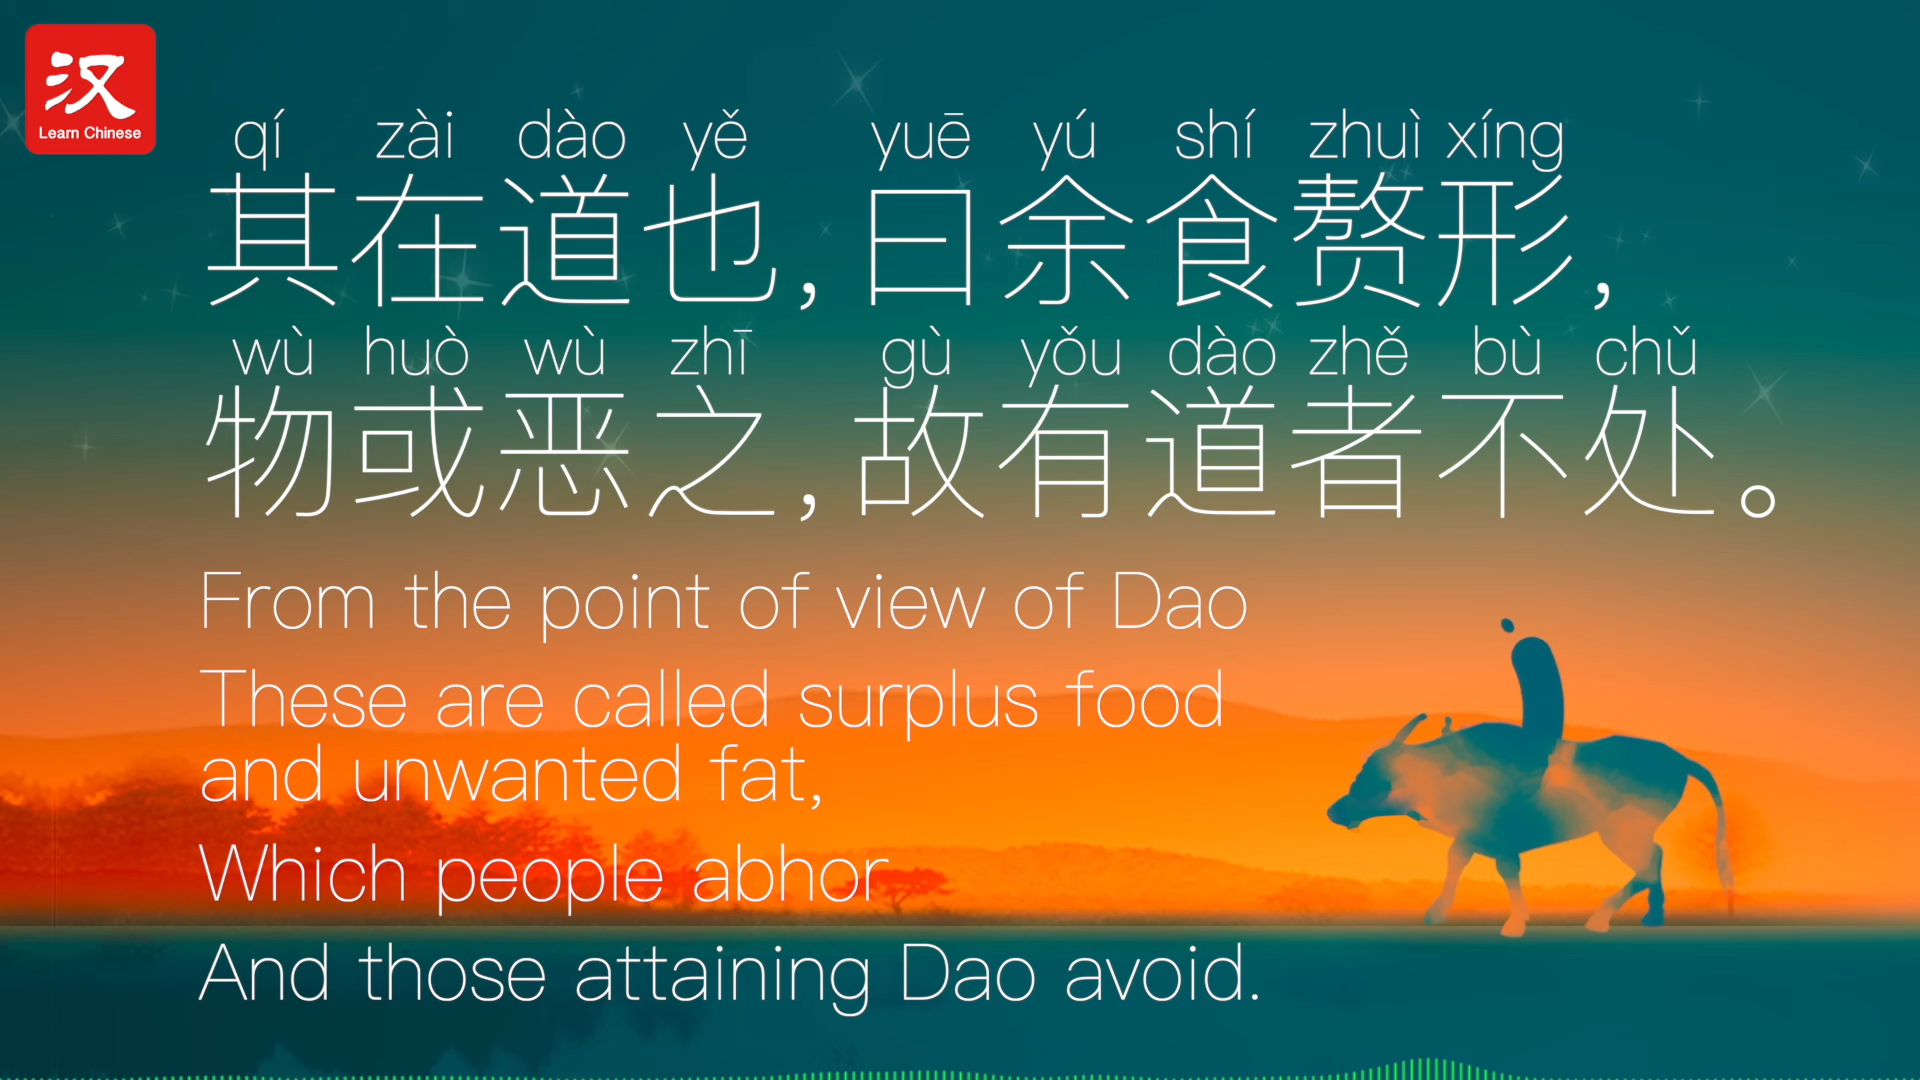 汉
Learn Chinese
qí zài dào yě yuē yú shí zhuì xíng
其在道也,曰余食赘形,
wù huò wù zhī gù yǒu dào zhě bù chǔ
物或恶之,故有道者不处。
From the point of view of Dao
These are called surplus food
and unwanted fat,
Which people abhor
And those attaining Dao avoid.